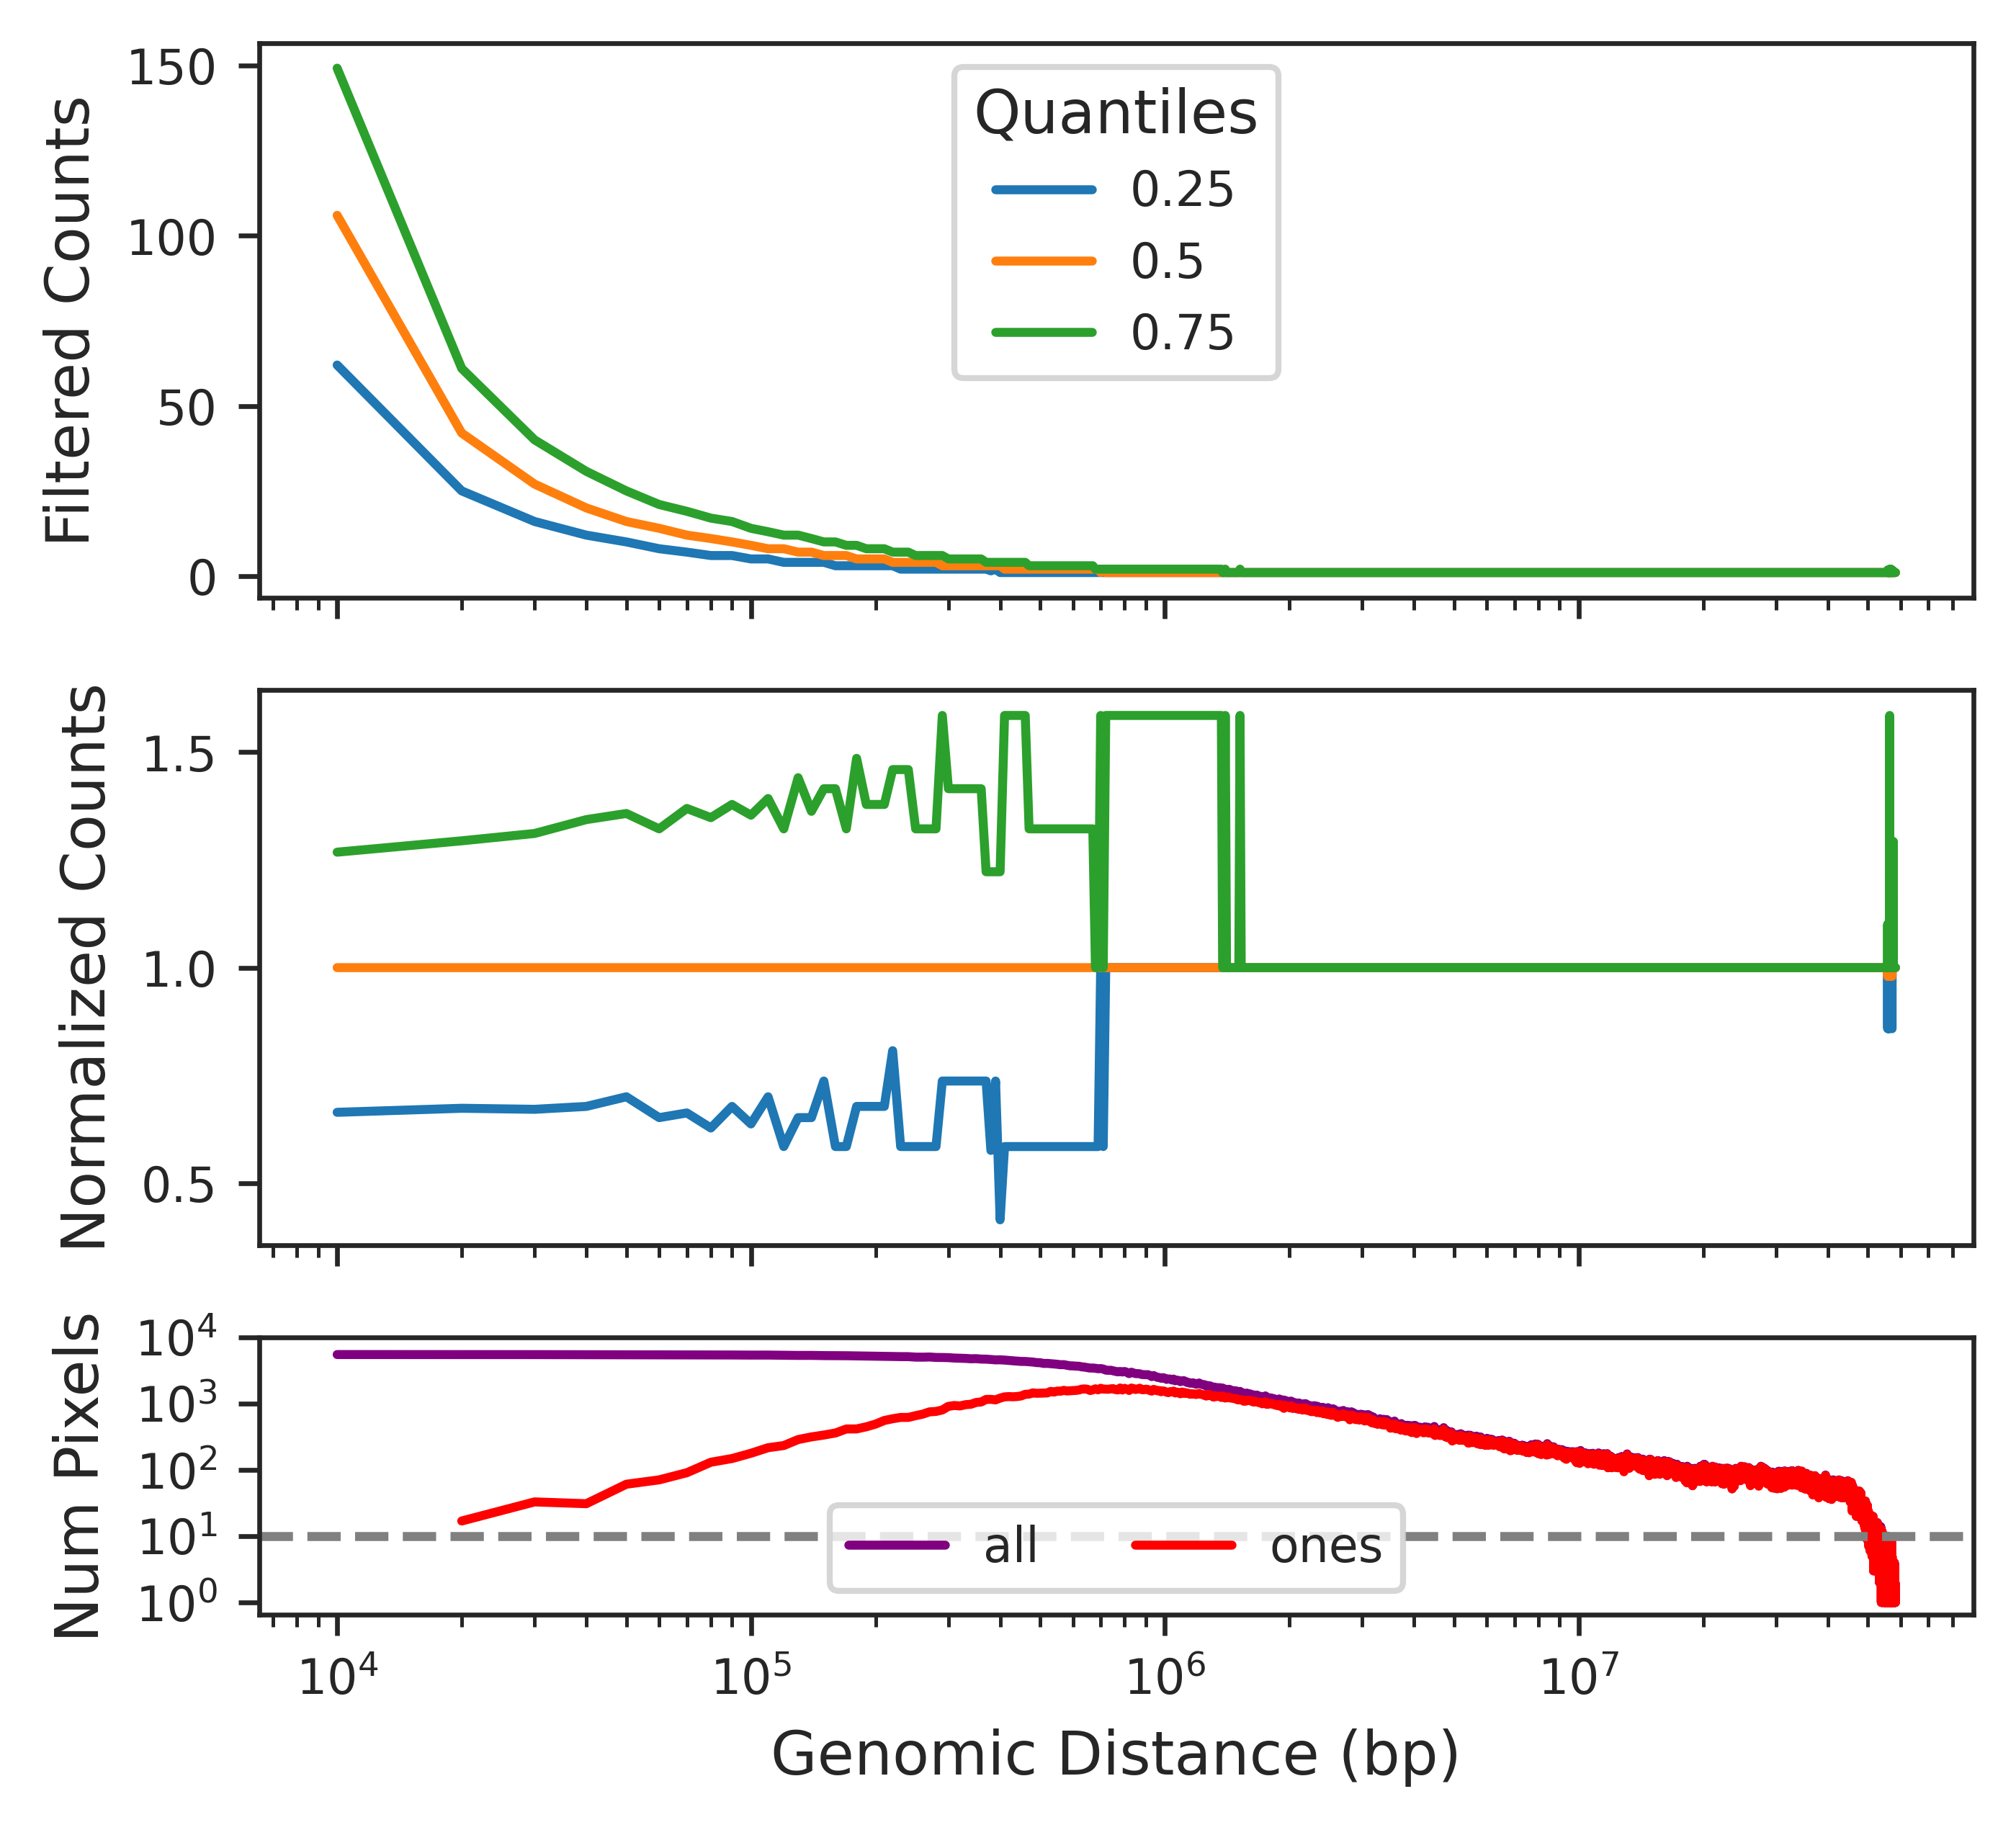 Filtered Counts
150
100
50
0
Quantiles
0.25
0.5
0.75
Normalized Counts
1.5
1.0
0.5
Num Pixels
10⁴
10³
10²
10¹
10⁰
all ones
10⁴ 10⁵ 10⁶ 10⁷
Genomic Distance (bp)